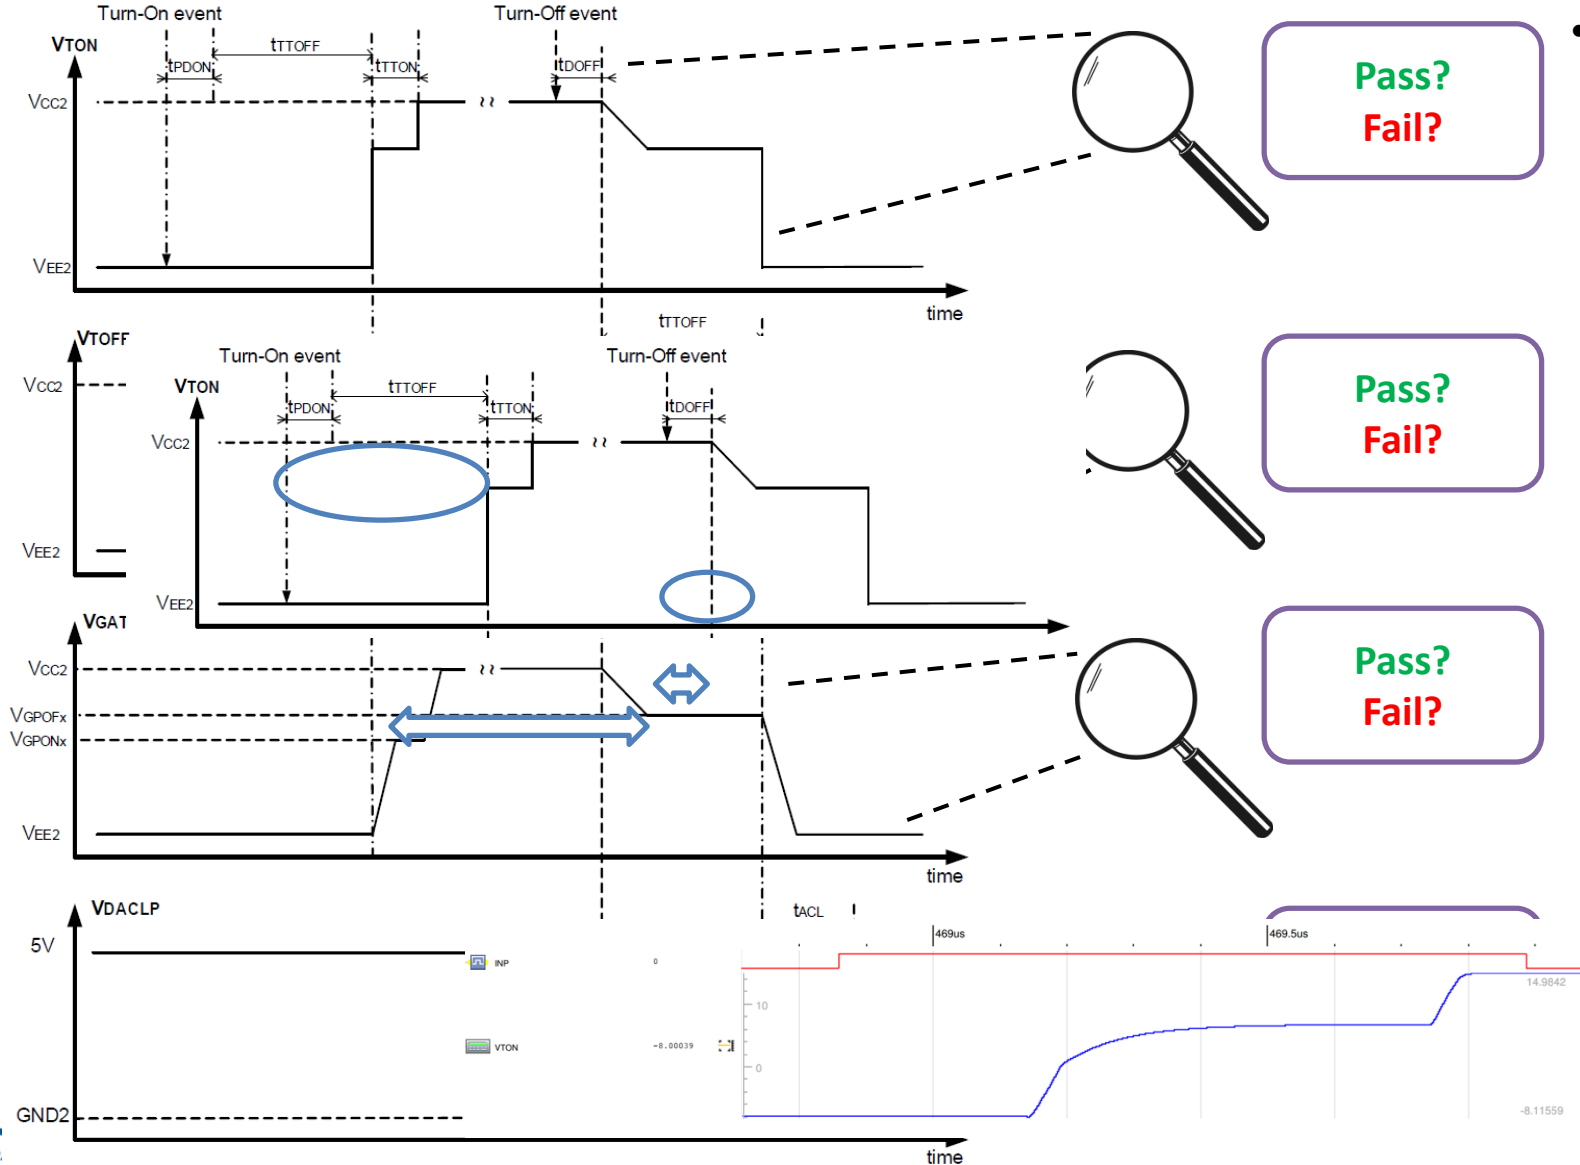 Turn-On event
Turn-Off event
VTON
tTTOFF
tPDON
tTTON
tDOFF
VCC2
VEE2
time
Pass?
Fail?
tTTOFF
VTOFF
VCC2
VEE2
Turn-On event
Turn-Off event
VTON
tTTOFF
tPDON
tTTON
tDOFF
VCC2
VEE2
Pass?
Fail?
VGAT
VCC2
VGPOFx
VGPONx
VEE2
time
Pass?
Fail?
VDACLP
tACL
5V
GND2
time
INP
0
VTON
-8.00039
469us
469.5us
10
0
14.9842
-8.11559